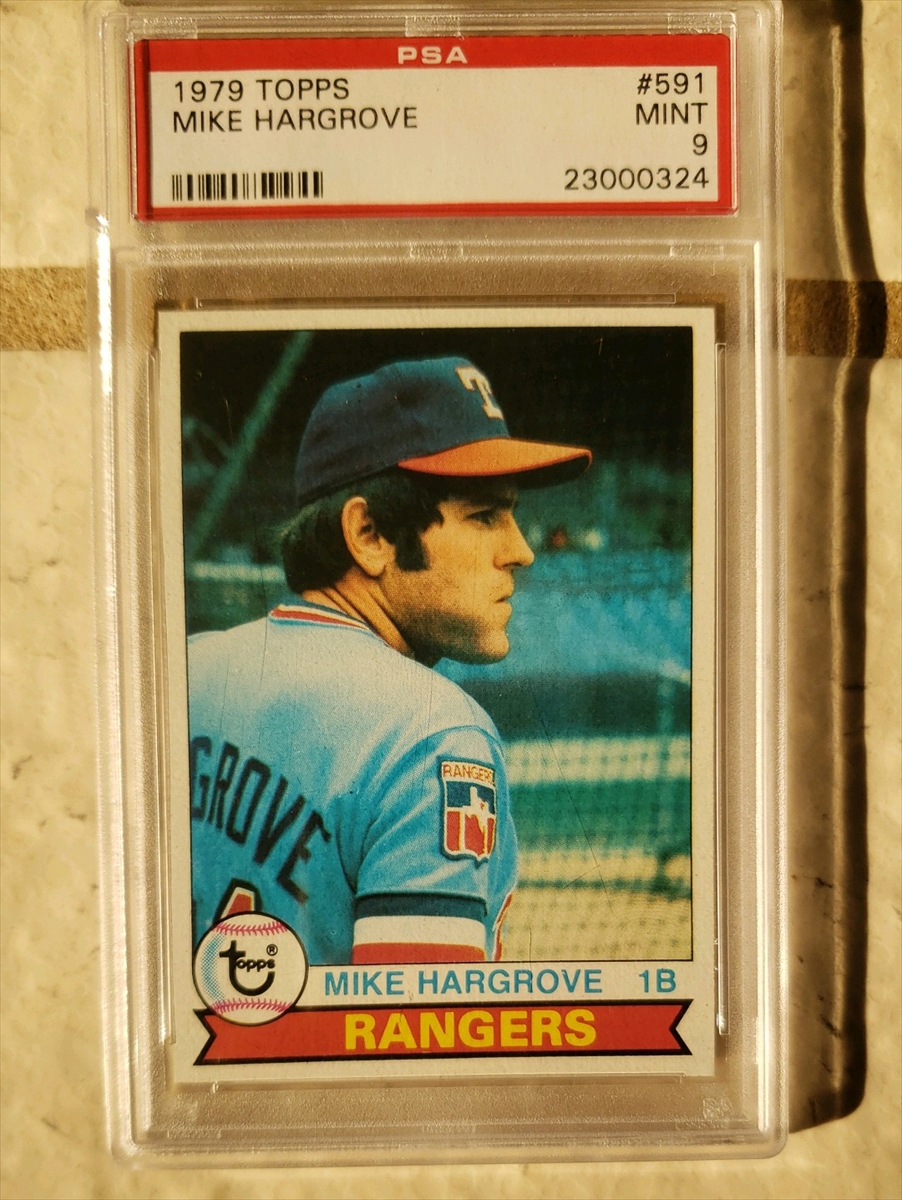 PSA
1979 TOPPS #591
MIKE HARGROVE MINT
9
23000324
T
RANGERS
GROVE
topps®
MIKE HARGROVE 1B
RANGERS